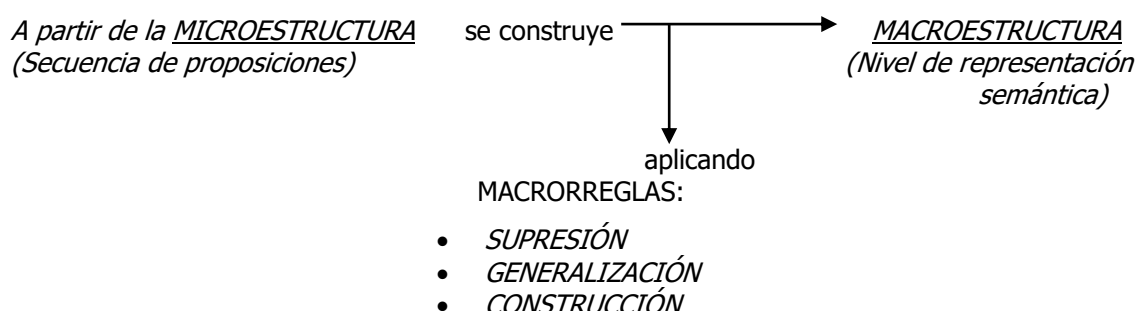 A partir de la MICROESTRUCTURA se construye MACROESTRUCTURA
(Secuencia de proposiciones) (Nivel de representación
semántica)
aplicando
MACRORREGLAS:
• SUPRESIÓN
• GENERALIZACIÓN
• CONSTRUCCIÓN